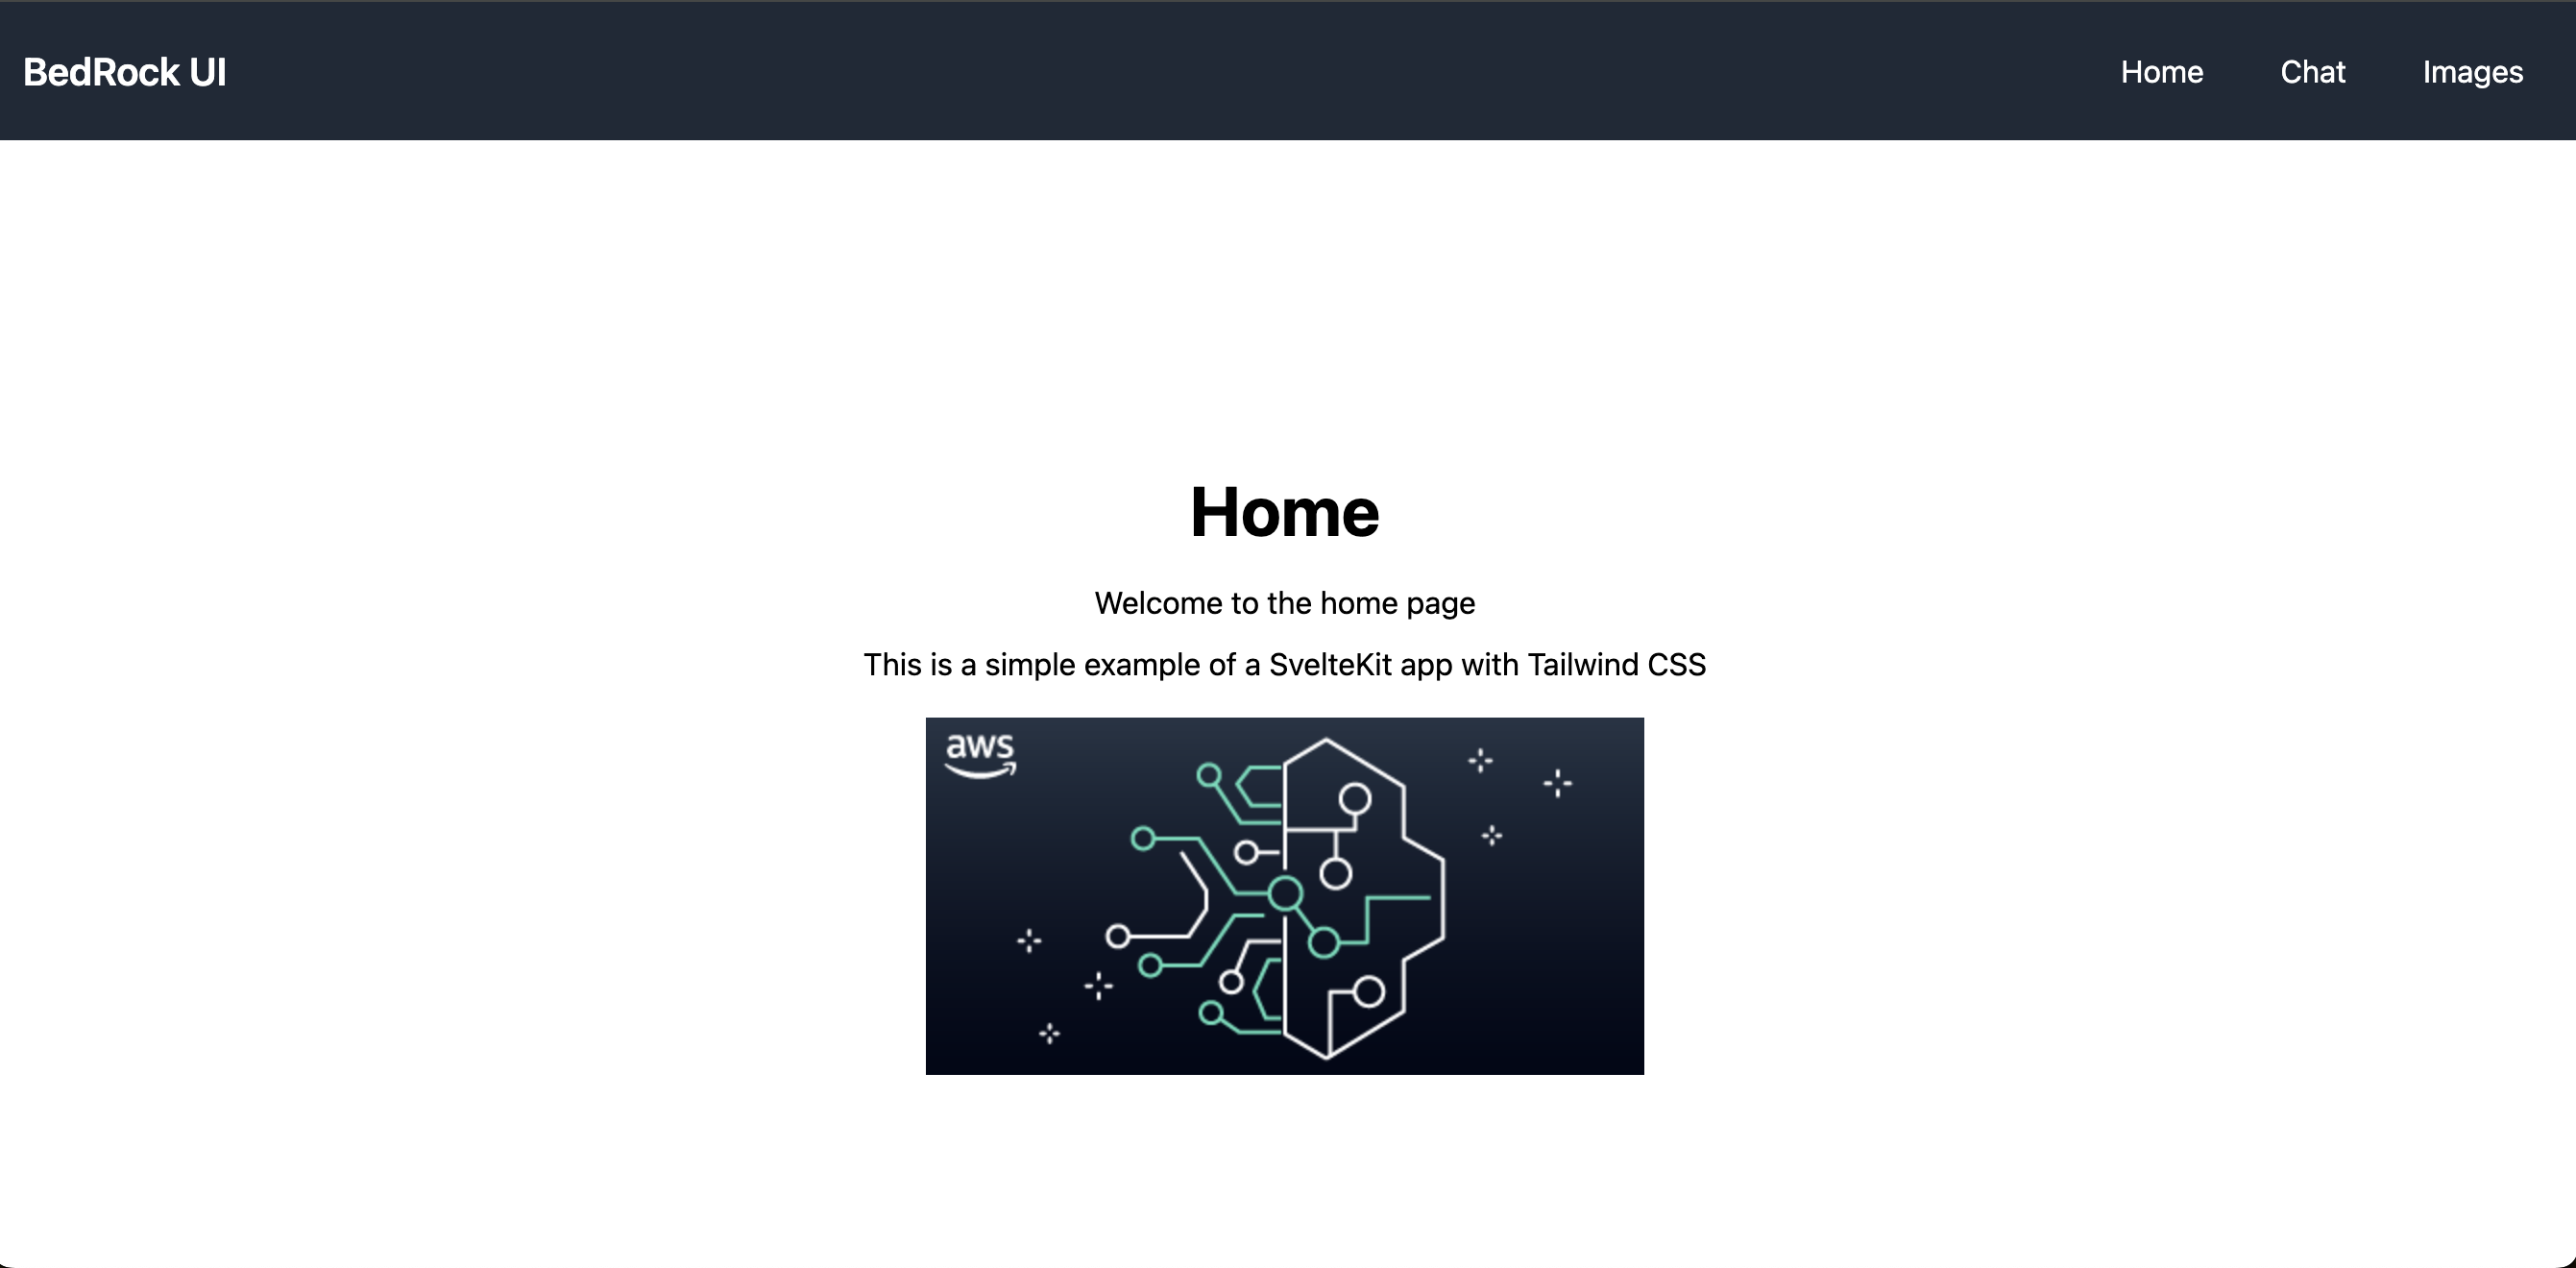 BedRock UI
Home Chat Images
Home
Welcome to the home page
This is a simple example of a SvelteKit app with Tailwind CSS
aws